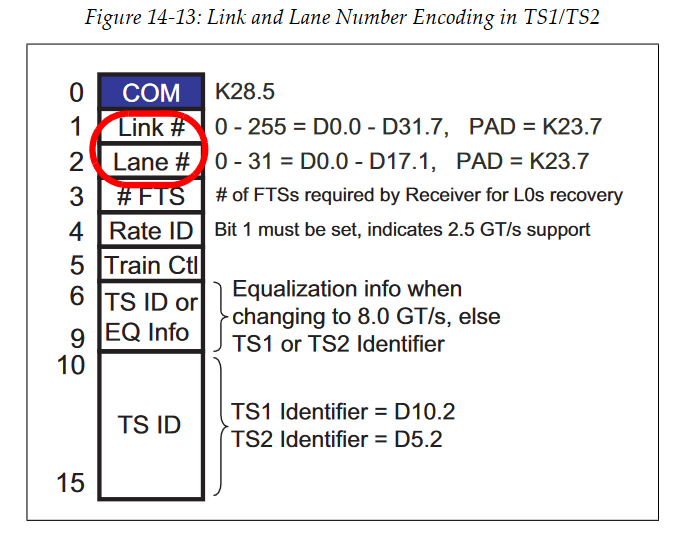 Figure 14-13: Link and Lane Number Encoding in TS1/TS2
0 COM K28.5
1 Link # 0 - 255 = D0.0 - D31.7, PAD = K23.7
2 Lane # 0 - 31 = D0.0 - D17.1, PAD = K23.7
3 # FTS # of FTSs required by Receiver for L0s recovery
4 Rate ID Bit 1 must be set, indicates 2.5 GT/s support
5 Train Ctl
6 TS ID or Equalization info when
EQ Info changing to 8.0 GT/s, else
9 TS1 or TS2 Identifier
10
TS ID TS1 Identifier = D10.2
TS2 Identifier = D5.2
15